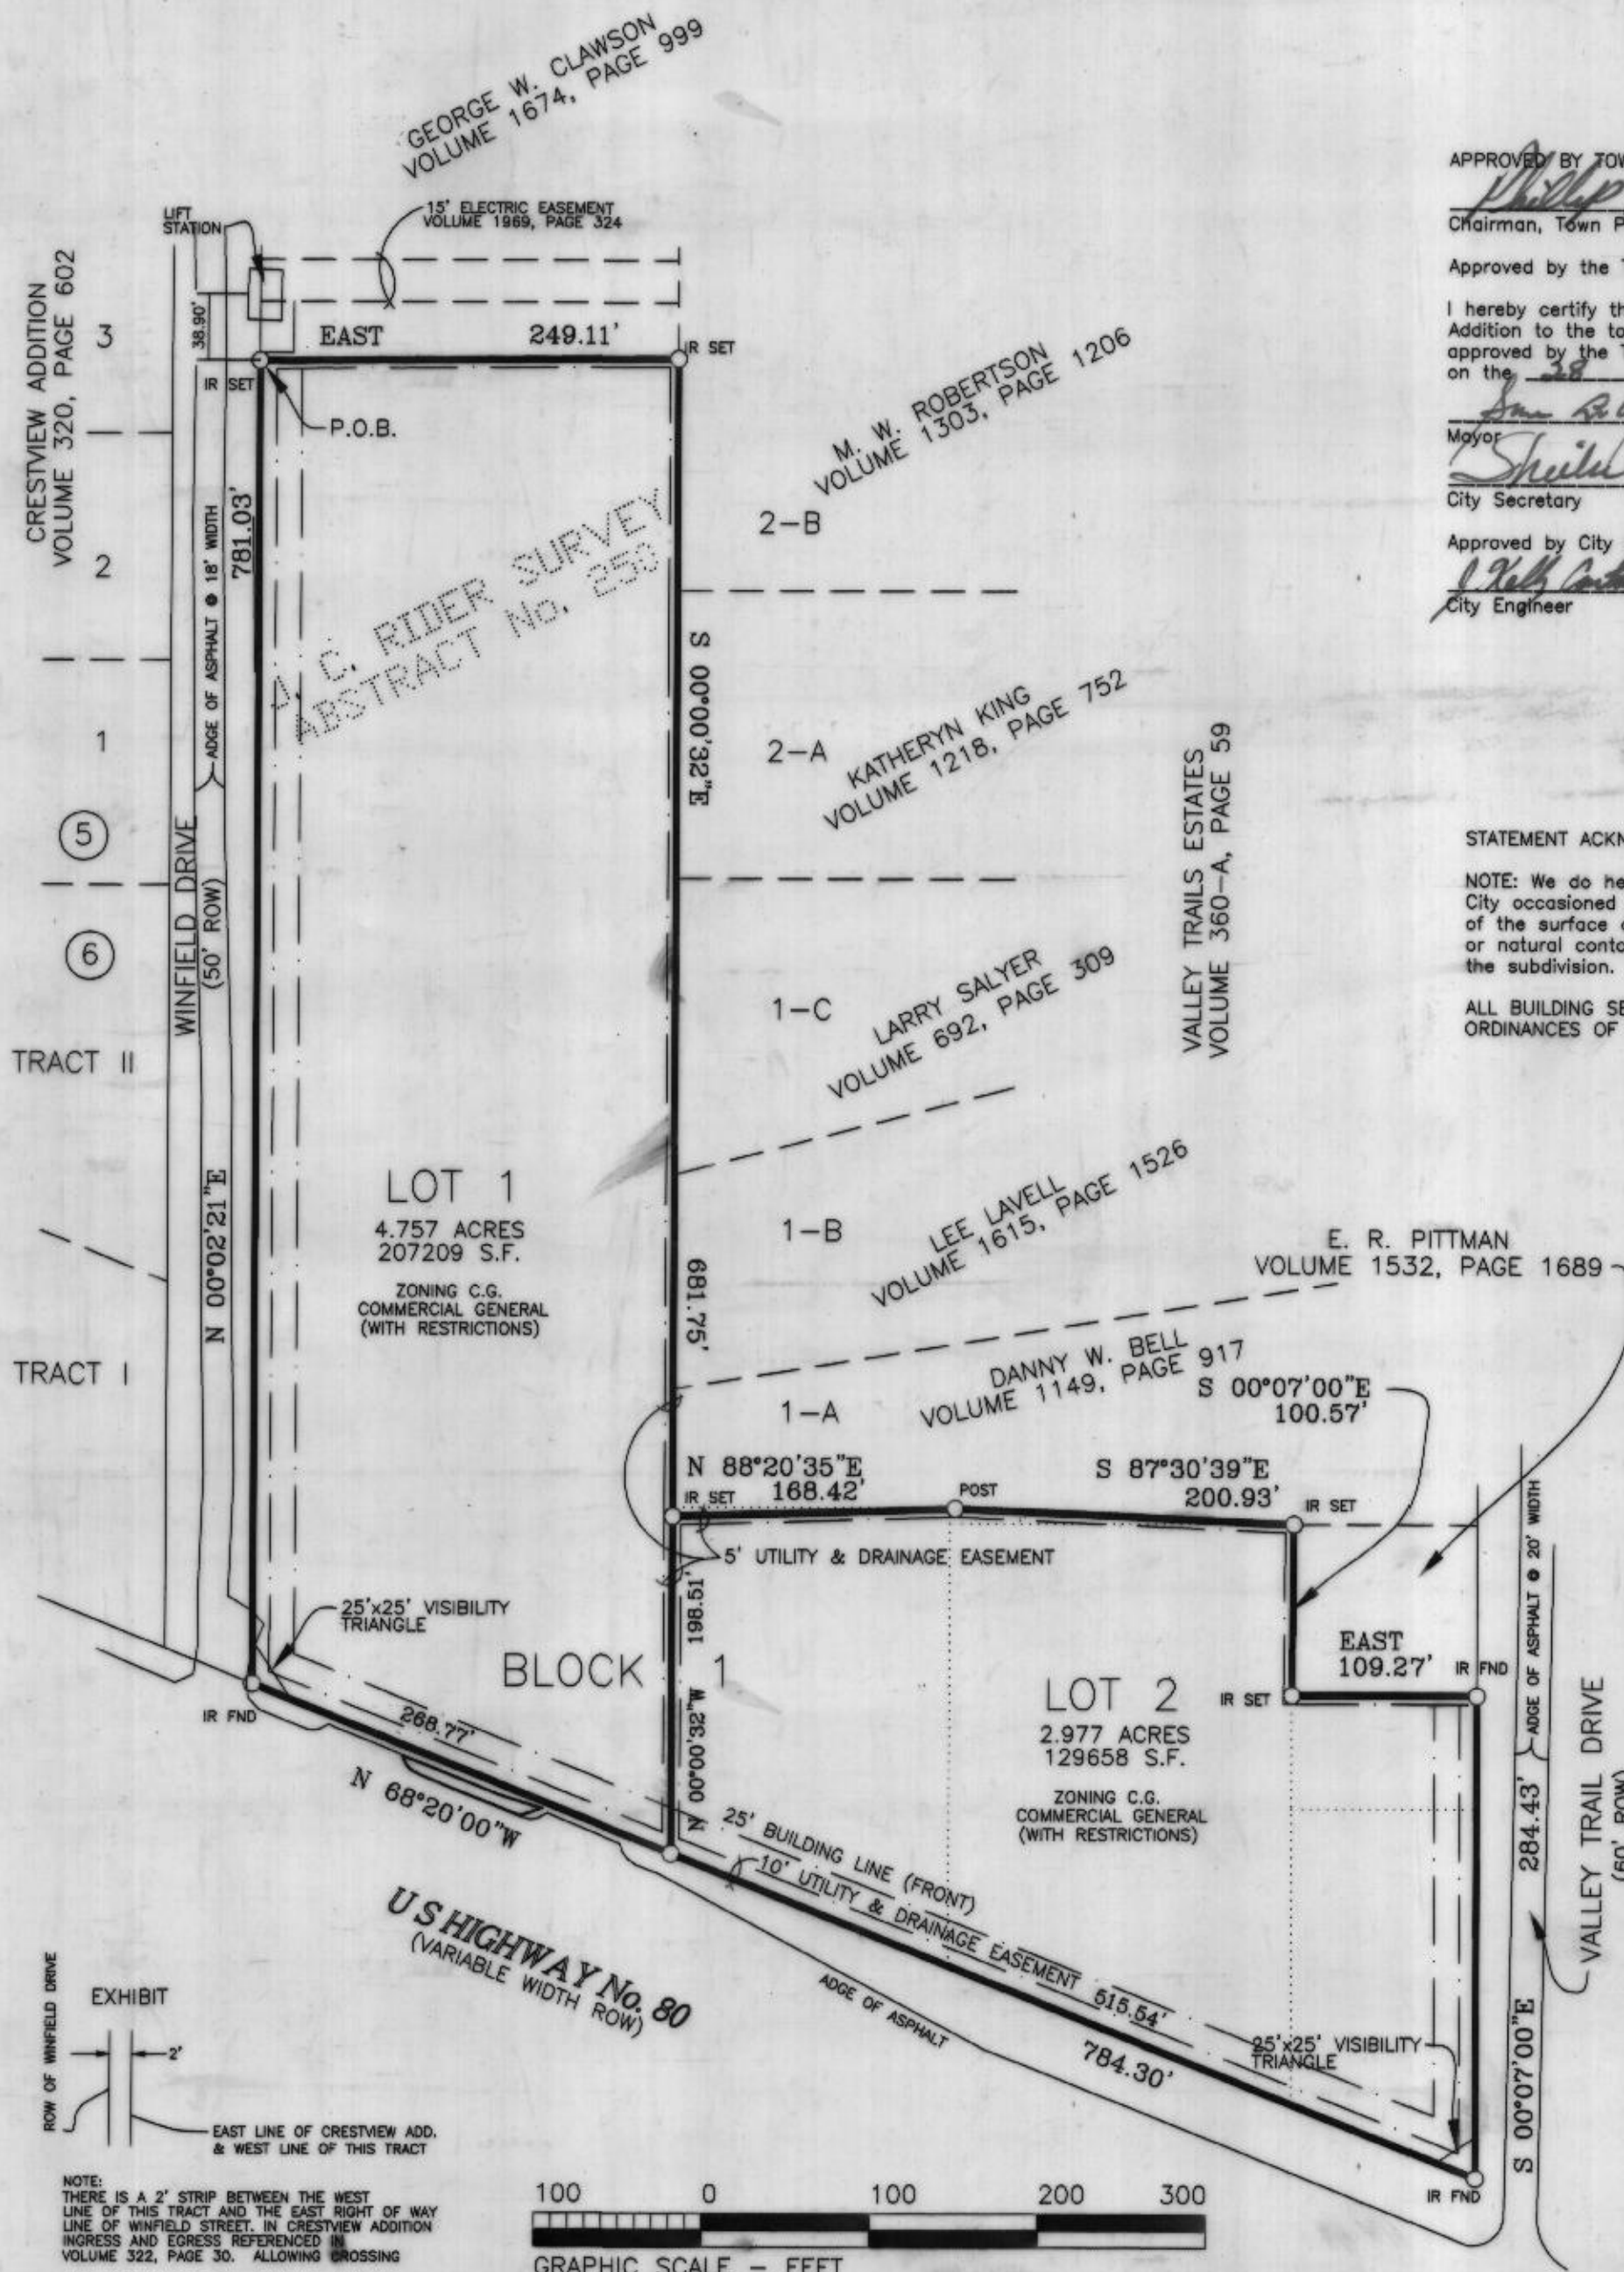 GEORGE W. CLAWSON
VOLUME 1674, PAGE 999
LIFT
STATION
15' ELECTRIC EASEMENT
VOLUME 1969, PAGE 324
38.90'
EAST 249.11'
IR SET
IR SET
P.O.B.
CRESTVIEW ADDITION
VOLUME 320, PAGE 602
3
2
1
5
6
TRACT II
TRACT I
WINFIELD DRIVE
(50' ROW)
ADGE OF ASPHALT @ 18' WIDTH
781.03'
N 00°02'21"E
C. RIDER SURVEY
ABSTRACT No.
M. W. ROBERTSON
VOLUME 1303, PAGE 1206
2-B
S 00°00'32"E
681.75'
2-A
KATHERYN KING
VOLUME 1218, PAGE 752
VALLEY TRAILS ESTATES
VOLUME 360-A, PAGE 59
1-C
LARRY SALYER
VOLUME 692, PAGE 309
1-B
LEE LAVELL
VOLUME 1615, PAGE 1526
E. R. PITTMAN
VOLUME 1532, PAGE 1689
1-A
DANNY W. BELL
VOLUME 1149, PAGE 917
S 00°07'00"E
100.57'
LOT 1
4.757 ACRES
207209 S.F.
ZONING C.G.
COMMERCIAL GENERAL
(WITH RESTRICTIONS)
N 88°20'35"E
168.42'
IR SET
POST
S 87°30'39"E
200.93'
IR SET
5' UTILITY & DRAINAGE EASEMENT
198.51'
N 00°00'32"W
25'x25' VISIBILITY
TRIANGLE
BLOCK 1
IR FND
268.77'
N 68°20'00"W
LOT 2
2.977 ACRES
129658 S.F.
ZONING C.G.
COMMERCIAL GENERAL
(WITH RESTRICTIONS)
EAST
109.27'
IR FND
IR SET
ADGE OF ASPHALT @ 20' WIDTH
284.43'
S 00°07'00"E
VALLEY TRAIL DRIVE
(60' ROW)
25' BUILDING LINE (FRONT)
10' UTILITY & DRAINAGE EASEMENT
515.54'
784.30'
25'x25' VISIBILITY
TRIANGLE
IR FND
U S HIGHWAY No. 80
(VARIABLE WIDTH ROW)
ADGE OF ASPHALT
EXHIBIT
ROW OF WINFIELD DRIVE
2'
EAST LINE OF CRESTVIEW ADD.
& WEST LINE OF THIS TRACT
NOTE:
THERE IS A 2' STRIP BETWEEN THE WEST
LINE OF THIS TRACT AND THE EAST RIGHT OF WAY
LINE OF WINFIELD STREET. IN CRESTVIEW ADDITION
INGRESS AND EGRESS REFERENCED IN
VOLUME 322, PAGE 30. ALLOWING CROSSING
100 0 100 200 300
GRAPHIC SCALE - FEET
APPROVED BY TOW
Phillip
Chairman, Town P
Approved by the T
I hereby certify th
Addition to the to
approved by the T
on the 28
Mayor
Sheila
City Secretary
Approved by City
J Kelly
City Engineer
STATEMENT ACKN
NOTE: We do he
City occasioned
of the surface
or natural conto
the subdivision.
ALL BUILDING SE
ORDINANCES OF